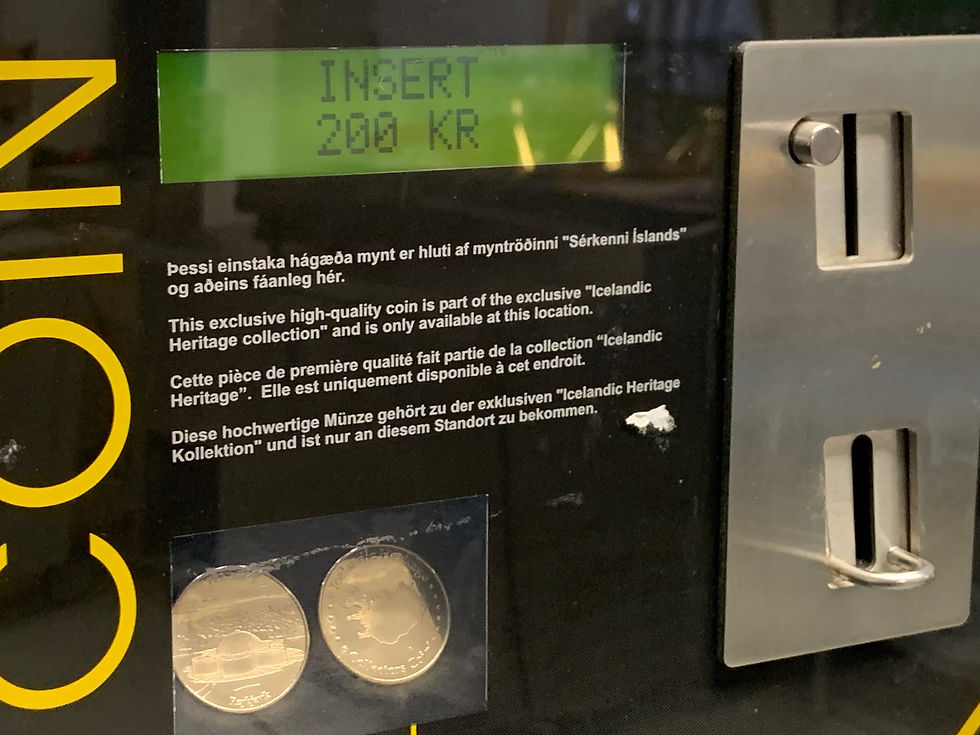 COIN
INSERT
200 KR
Þessi einstaka hágæða mynt er hluti af myntröðinni "Sérkenni Íslands"
og aðeins fáanleg hér.
This exclusive high-quality coin is part of the exclusive "Icelandic
Heritage collection" and is only available at this location.
Cette pièce de première qualité fait partie de la collection “Icelandic
Heritage”. Elle est uniquement disponible à cet endroit.
Diese hochwertige Münze gehört zu der exklusiven "Icelandic Heritage
Kollektion" und ist nur an diesem Standort zu bekommen.
Collectors Coin